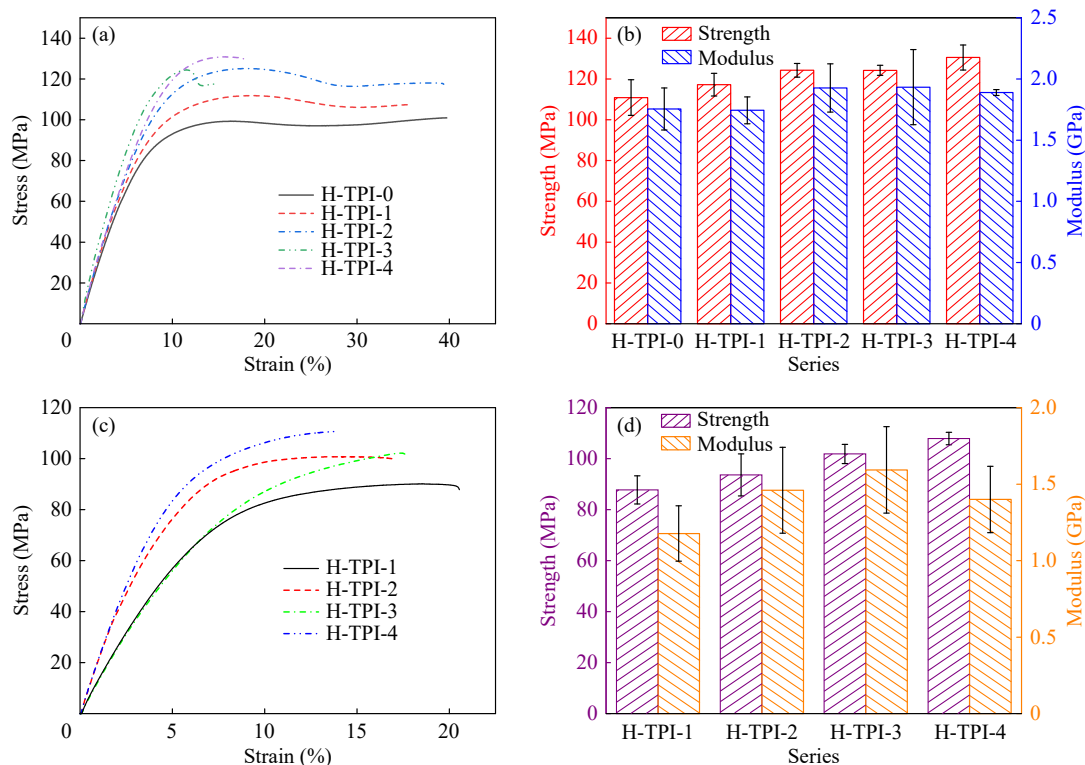 (a)
Stress (MPa)
140
120
100
80
60
40
20
0
10
20
30
40
Strain (%)
H-TPI-0
H-TPI-1
H-TPI-2
H-TPI-3
H-TPI-4
(b)
Strength
Modulus
Strength (MPa)
140
120
100
80
60
40
20
0
Modulus (GPa)
2.5
2.0
1.5
1.0
0.5
0
H-TPI-0 H-TPI-1 H-TPI-2 H-TPI-3 H-TPI-4
Series
(c)
Stress (MPa)
120
100
80
60
40
20
0
5
10
15
20
Strain (%)
H-TPI-1
H-TPI-2
H-TPI-3
H-TPI-4
(d)
Strength
Modulus
Strength (MPa)
120
100
80
60
40
20
0
Modulus (GPa)
2.0
1.5
1.0
0.5
0
H-TPI-1 H-TPI-2 H-TPI-3 H-TPI-4
Series